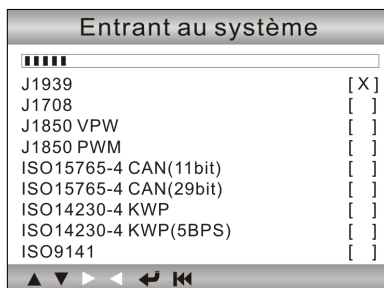 Entrant au système
J1939 [ X ]
J1708 [ ]
J1850 VPW [ ]
J1850 PWM [ ]
ISO15765-4 CAN(11bit) [ ]
ISO15765-4 CAN(29bit) [ ]
ISO14230-4 KWP [ ]
ISO14230-4 KWP(5BPS) [ ]
ISO9141 [ ]